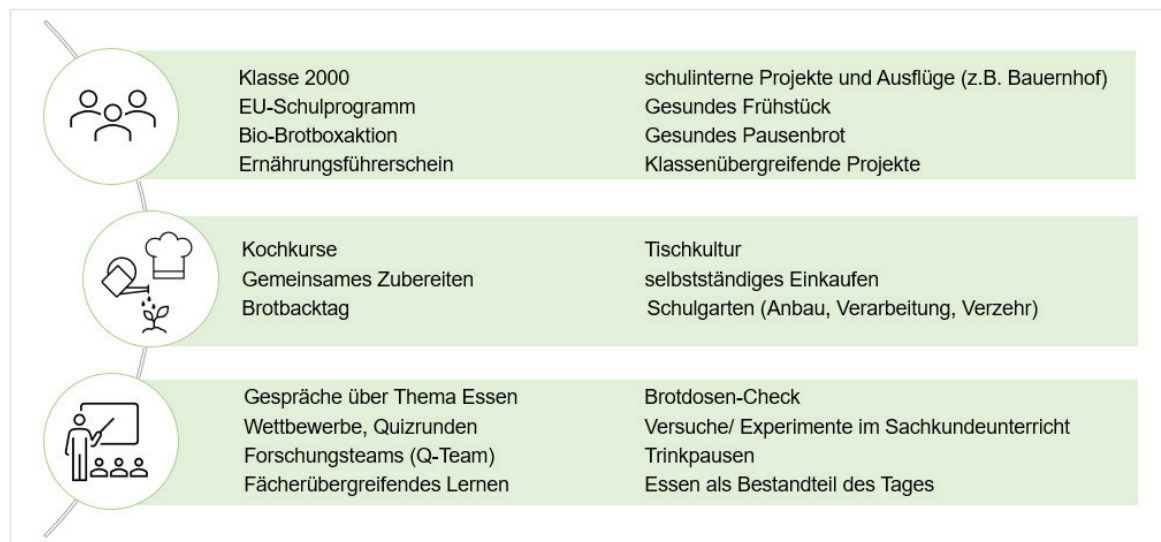 Klasse 2000
EU-Schulprogramm
Bio-Brotboxaktion
Ernährungsführerschein
schulinterne Projekte und Ausflüge (z.B. Bauernhof)
Gesundes Frühstück
Gesundes Pausenbrot
Klassenübergreifende Projekte
Kochkurse
Gemeinsames Zubereiten
Brotbacktag
Tischkultur
selbstständiges Einkaufen
Schulgarten (Anbau, Verarbeitung, Verzehr)
Gespräche über Thema Essen
Wettbewerbe, Quizrunden
Forschungsteams (Q-Team)
Fächerübergreifendes Lernen
Brotdosen-Check
Versuche/ Experimente im Sachkundeunterricht
Trinkpausen
Essen als Bestandteil des Tages